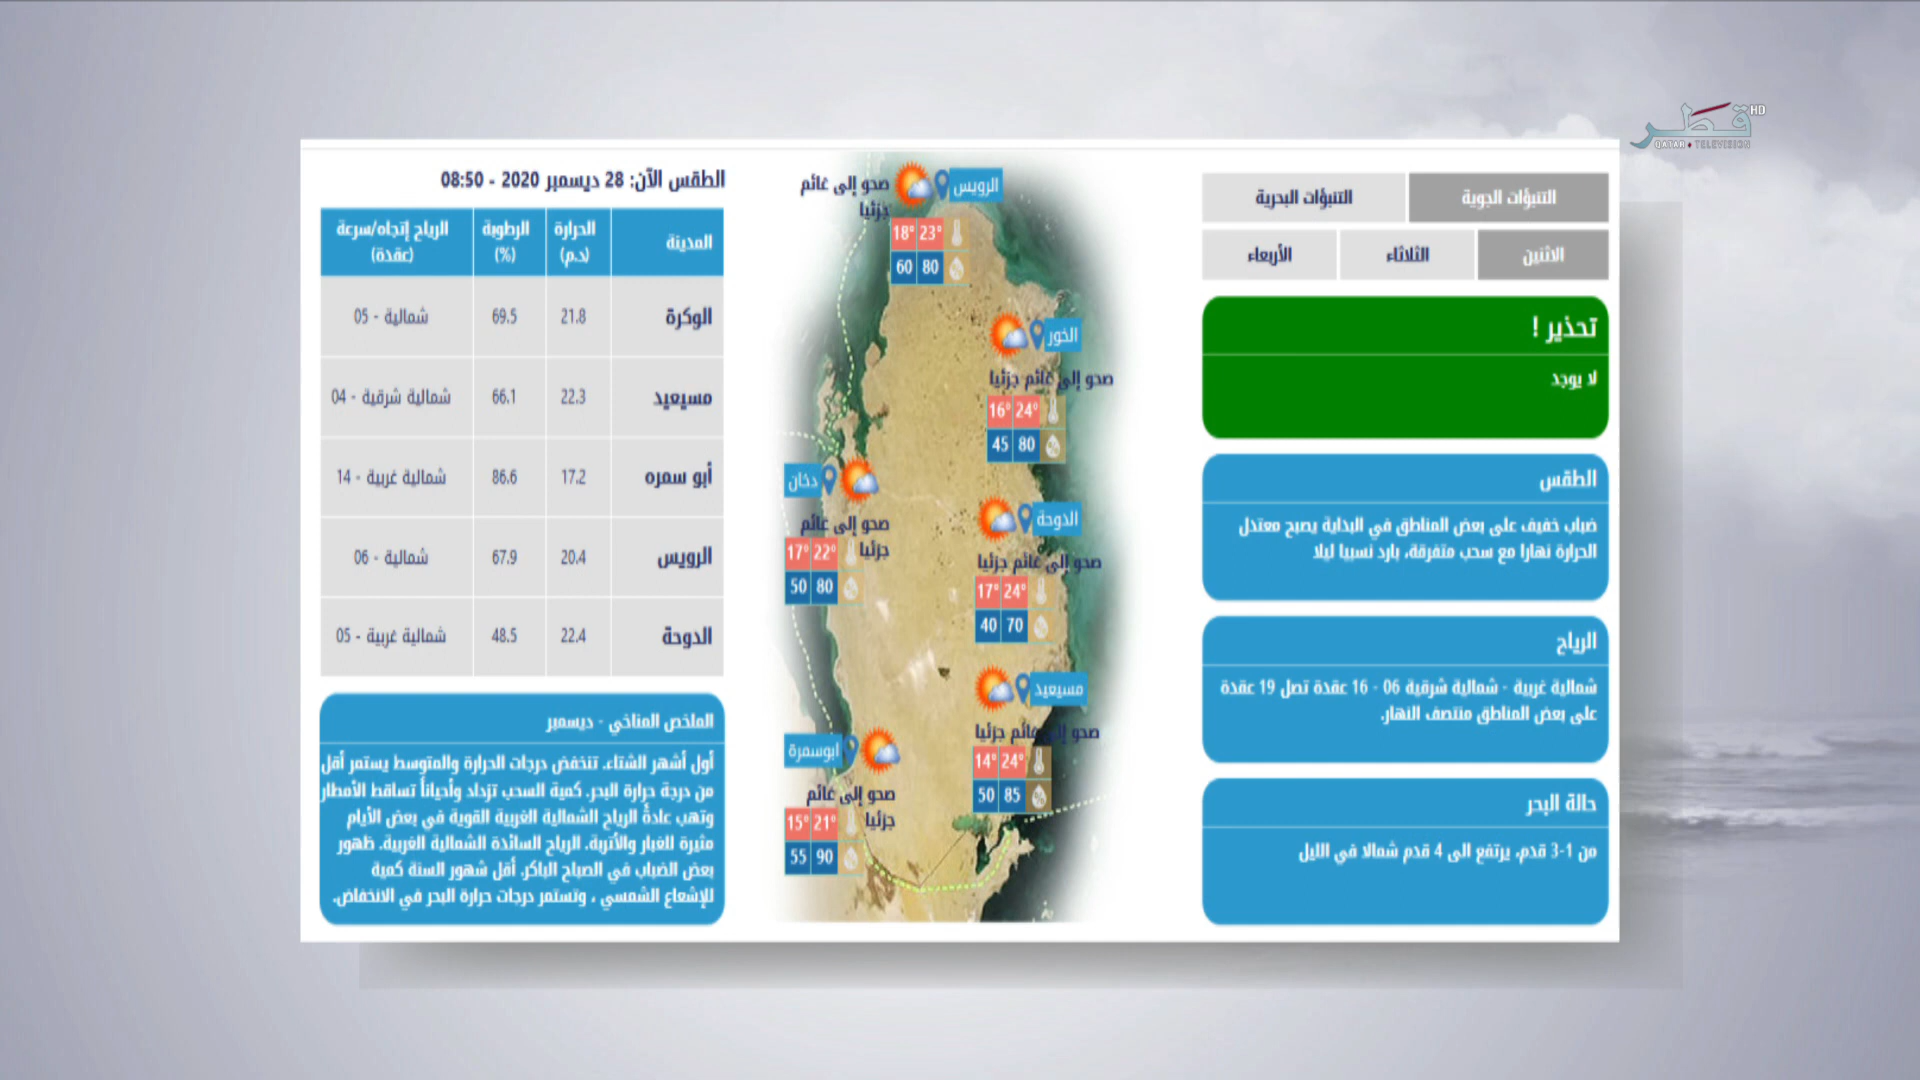 قطر HD
QATAR TELEVISION
التنبؤات الجوية
التنبؤات البحرية
الاثنين
الثلاثاء
الأربعاء
تحذير !
لا يوجد
الطقس
ضباب خفيف على بعض المناطق في البداية يصبح معتدل
الحرارة نهارا مع سحب متفرقة، بارد نسبيا ليلا
الرياح
شمالية غربية - شمالية شرقية 06 - 16 عقدة تصل 19 عقدة
على بعض المناطق منتصف النهار.
حالة البحر
من 1-3 قدم، يرتفع الى 4 قدم شمالا في الليل
الرويس
صحو إلى غائم
جزئيا
18° 23°
60 80
الخور
صحو إلى غائم جزئيا
16° 24°
45 80
دخان
صحو إلى غائم
جزئيا
17° 22°
50 80
الدوحة
صحو إلى غائم جزئيا
17° 24°
40 70
مسيعيد
صحو إلى غائم جزئيا
14° 24°
50 85
ابوسمرة
صحو إلى غائم
جزئيا
15° 21°
55 90
الطقس الآن: 28 ديسمبر 2020 - 08:50
المدينة الحرارة (د.م) الرطوبة (%) الرياح إتجاه/سرعة (عقدة)
الوكرة 21.8 69.5 شمالية - 05
مسيعيد 22.3 66.1 شمالية شرقية - 04
أبو سمره 17.2 86.6 شمالية غربية - 14
الرويس 20.4 67.9 شمالية - 06
الدوحة 22.4 48.5 شمالية غربية - 05
الملخص المناخي - ديسمبر
أول أشهر الشتاء. تنخفض درجات الحرارة والمتوسط يستمر أقل
من درجة حرارة البحر. كمية السحب تزداد وأحياناً تساقط الأمطار
وتهب عادةً الرياح الشمالية الغربية القوية في بعض الأيام
مثيرة للغبار والأتربة. الرياح السائدة الشمالية الغربية. ظهور
بعض الضباب في الصباح الباكر. أقل شهور السنة كمية
للإشعاع الشمسي ، وتستمر درجات حرارة البحر في الانخفاض.